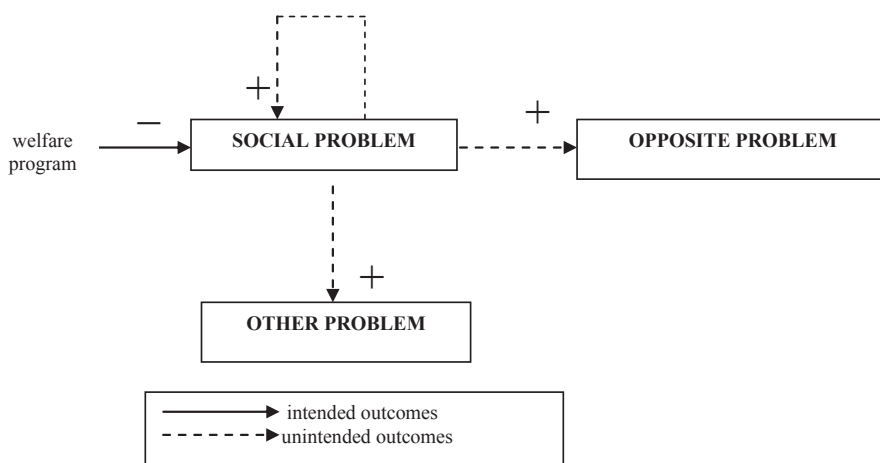 +
−
+
welfare
program
SOCIAL PROBLEM
OPPOSITE PROBLEM
+
OTHER PROBLEM
intended outcomes
unintended outcomes